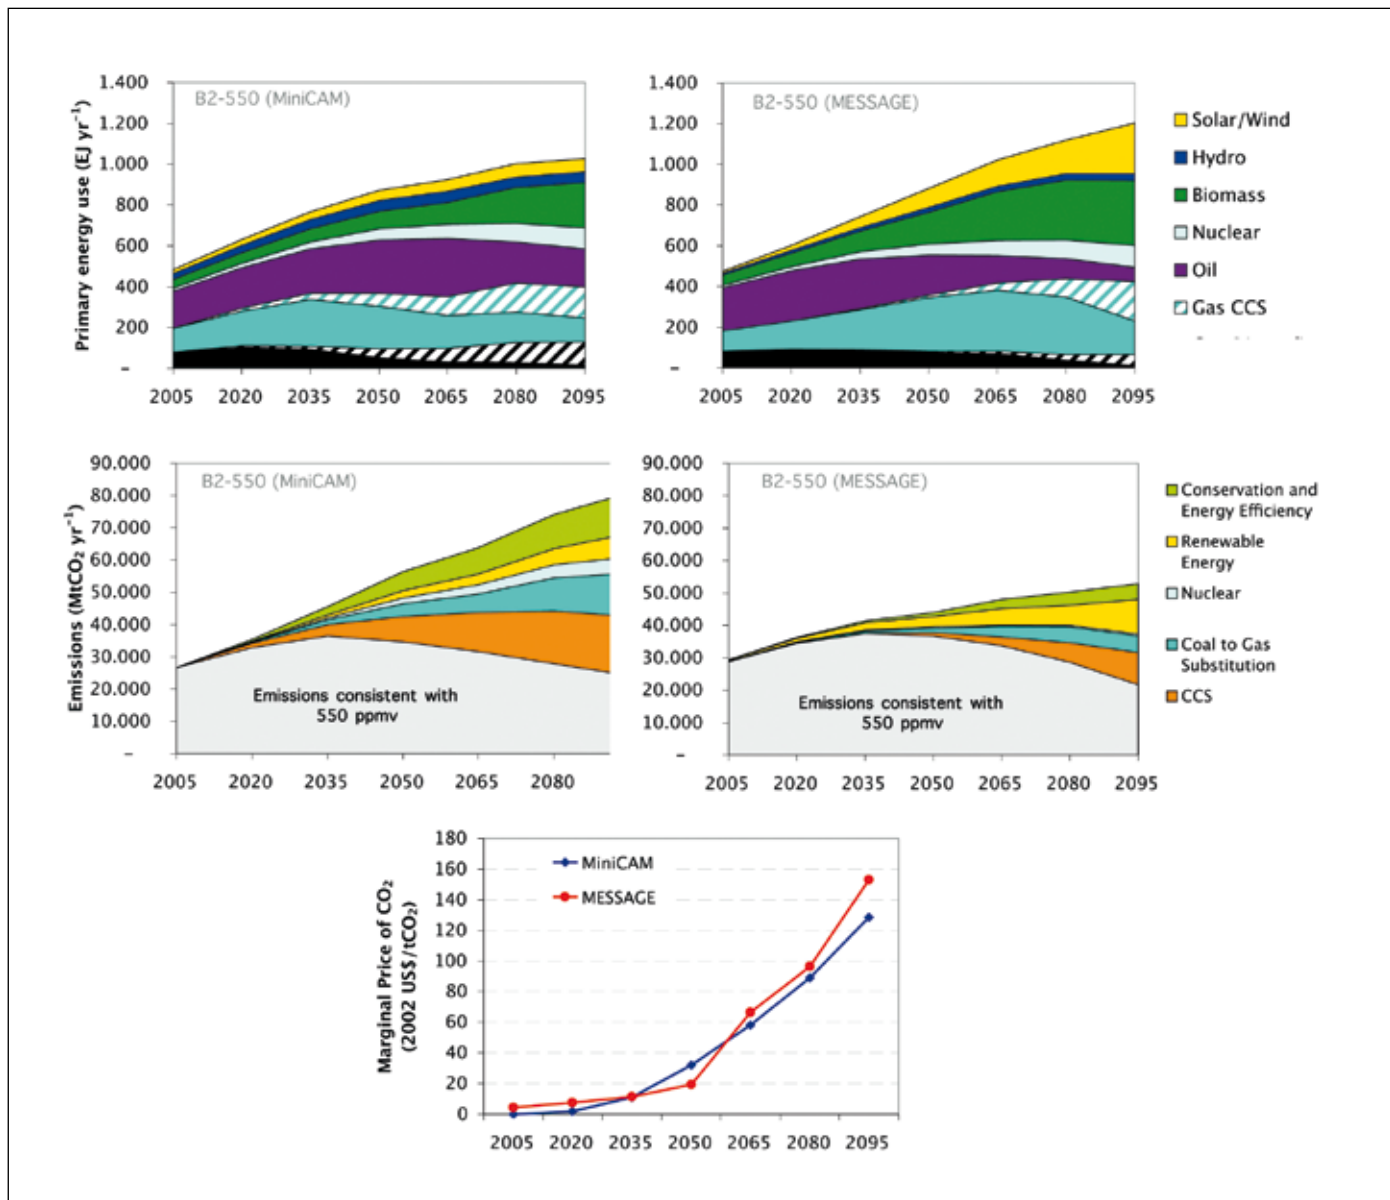 B2-550 (MiniCAM)
Primary energy use (EJ yr⁻¹)
1.400
1.200
1.000
800
600
400
200
–
2005 2020 2035 2050 2065 2080 2095
B2-550 (MESSAGE)
1.400
1.200
1.000
800
600
400
200
–
2005 2020 2035 2050 2065 2080 2095
Solar/Wind
Hydro
Biomass
Nuclear
Oil
Gas CCS
B2-550 (MiniCAM)
Emissions (MtCO₂ yr⁻¹)
90.000
80.000
70.000
60.000
50.000
40.000
30.000
20.000
10.000
–
Emissions consistent with
550 ppmv
2005 2020 2035 2050 2065 2080
B2-550 (MESSAGE)
90.000
80.000
70.000
60.000
50.000
40.000
30.000
20.000
10.000
–
Emissions consistent with
550 ppmv
2005 2020 2035 2050 2065 2080 2095
Conservation and
Energy Efficiency
Renewable
Energy
Nuclear
Coal to Gas
Substitution
CCS
Marginal Price of CO₂
(2002 US$/tCO₂)
180
160
140
120
100
80
60
40
20
0
MiniCAM
MESSAGE
2005 2020 2035 2050 2065 2080 2095